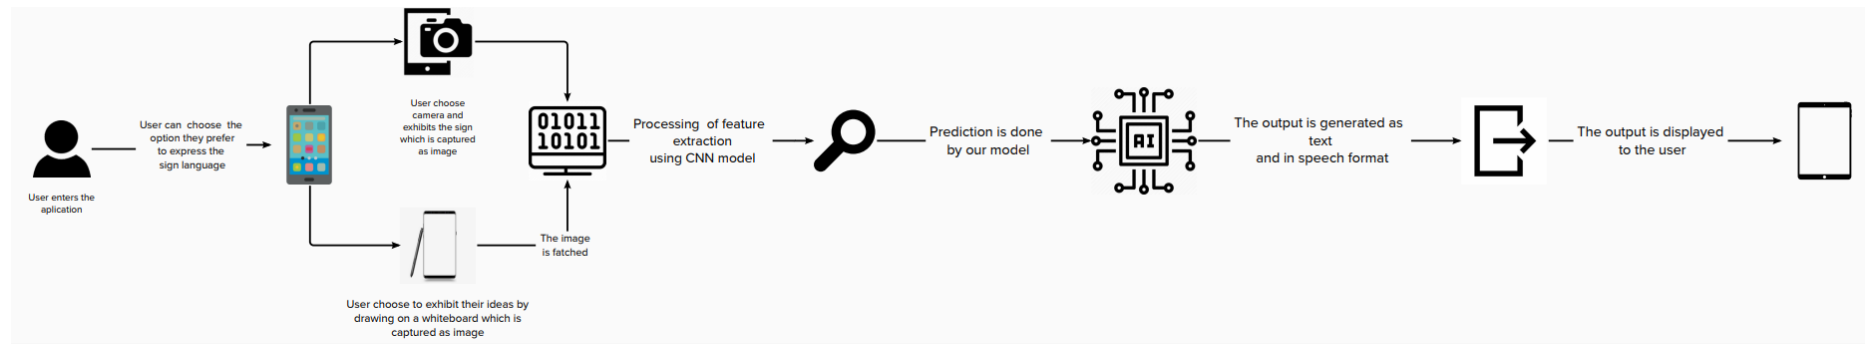 User enters the
aplication
User can choose the
option they prefer
to express the
sign language
User choose
camera and
exhibits the sign
which is captured
as image
User choose to exhibit their ideas by
drawing on a whiteboard which is
captured as image
The image
is fatched
01011
10101
Processing of feature
extraction
using CNN model
Prediction is done
by our model
AI
The output is generated as
text
and in speech format
The output is displayed
to the user